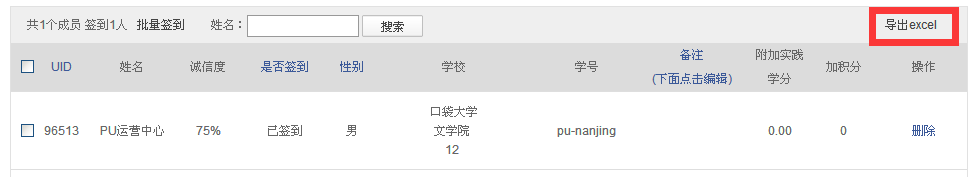 共1个成员 签到1人 批量签到 姓名： 搜索 导出excel
UID 姓名 诚信度 是否签到 性别 学校 学号 备注 (下面点击编辑) 附加实践 学分 加积分 操作
96513 PU运营中心 75% 已签到 男 口袋大学 文学院 12 pu-nanjing 0.00 0 删除